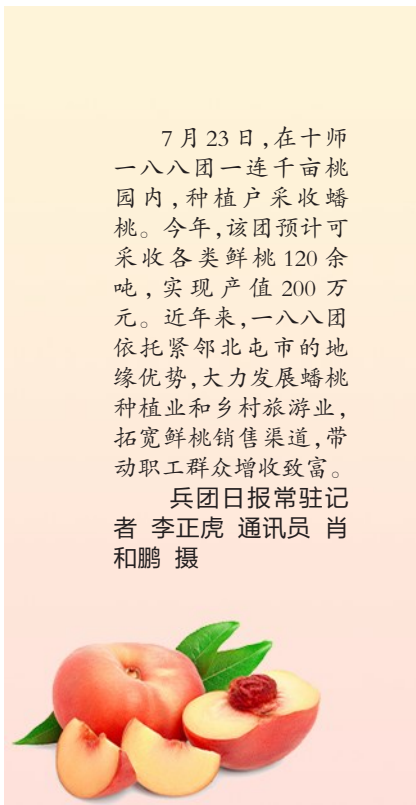 7月23日，在十师
一八八团一连千亩桃
园内，种植户采收蟠
桃。今年，该团预计可
采收各类鲜桃120余
吨，实现产值200万
元。近年来，一八八团
依托紧邻北屯市的地
缘优势，大力发展蟠桃
种植业和乡村旅游业，
拓宽鲜桃销售渠道，带
动职工群众增收致富。
兵团日报常驻记
者 李正虎 通讯员 肖
和鹏 摄